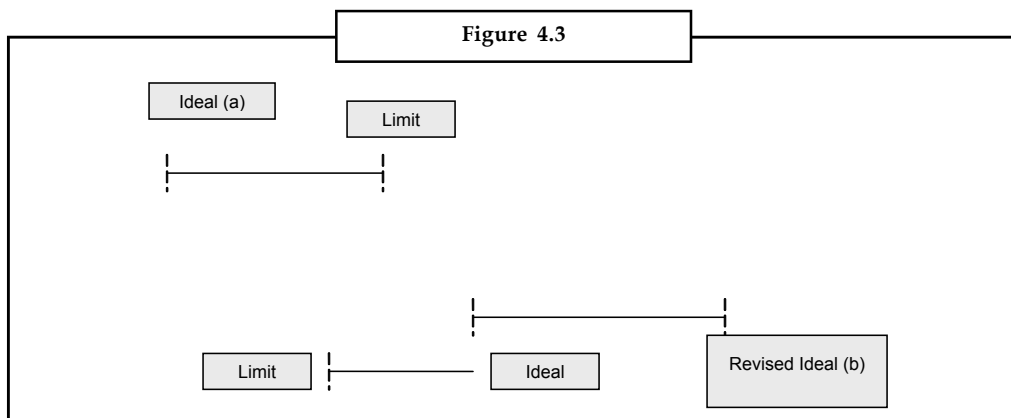 Figure 4.3
Ideal (a)
Limit
Limit
Ideal
Revised Ideal (b)